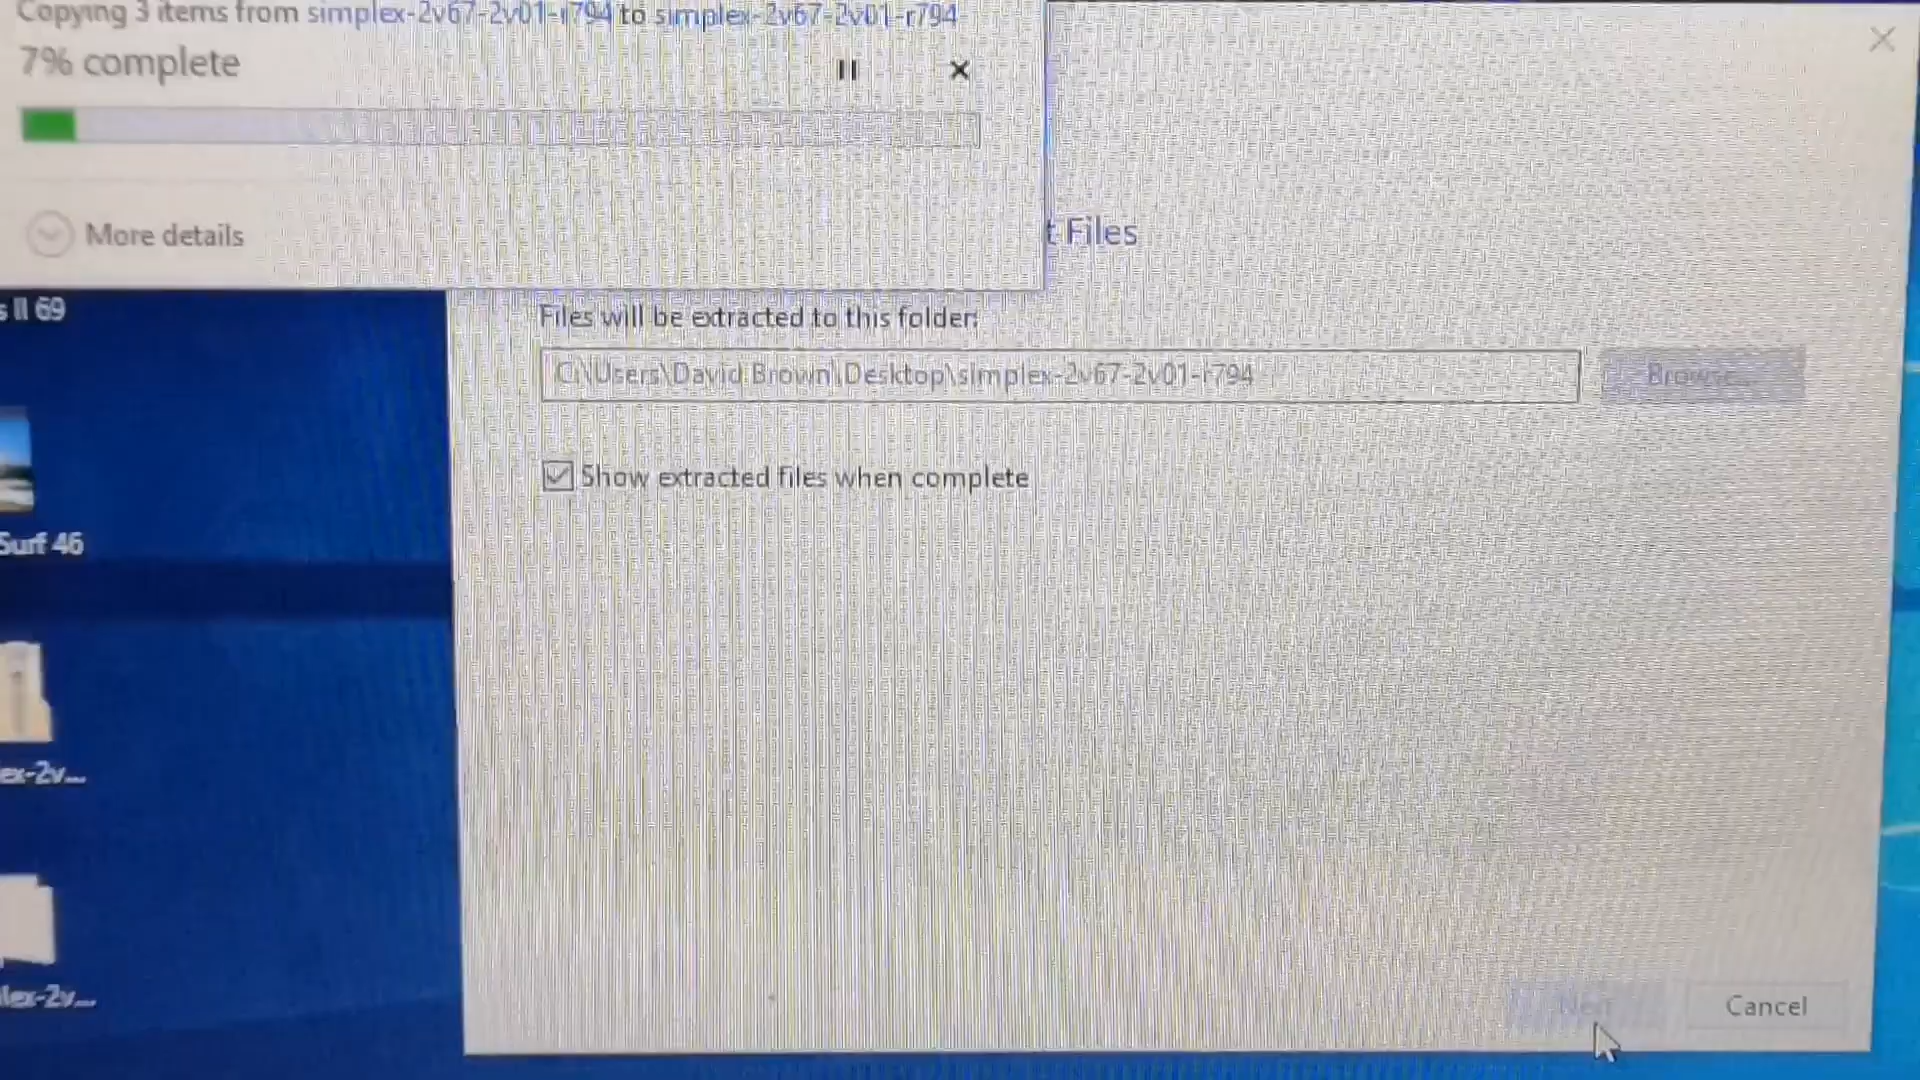 Copying 3 items from simplex-2v67-2v01-r794 to simplex-2v67-2v01-r794
7% complete
More details
t Files
Files will be extracted to this folder:
C:\Users\David.Brown\Desktop\simplex-2v67-2v01-r794
Browse...
Show extracted files when complete
s II 69
Surf 46
ex-2v...
lex-2v...
Next
Cancel